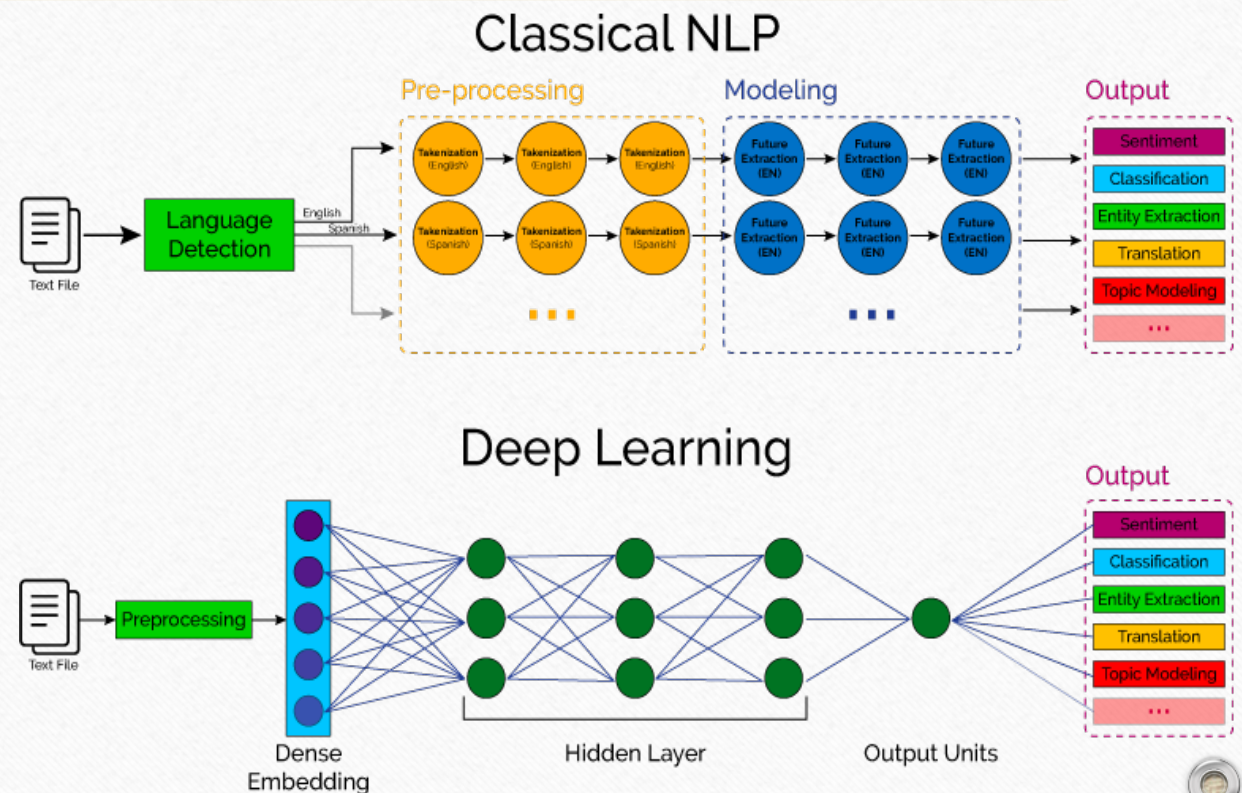 Classical NLP
Pre-processing
Modeling
Output
Text File
Language
Detection
English
Spanish
Takenization
(English)
Takenization
(English)
Takenization
(English)
Future
Extraction
(EN)
Future
Extraction
(EN)
Future
Extraction
(EN)
Takenization
(Spanish)
Takenization
(Spanish)
Takenization
(Spanish)
Future
Extraction
(EN)
Future
Extraction
(EN)
Future
Extraction
(EN)
Sentiment
Classification
Entity Extraction
Translation
Topic Modeling
...
Deep Learning
Output
Text File
Preprocessing
Dense
Embedding
Hidden Layer
Output Units
Sentiment
Classification
Entity Extraction
Translation
Topic Modeling
...